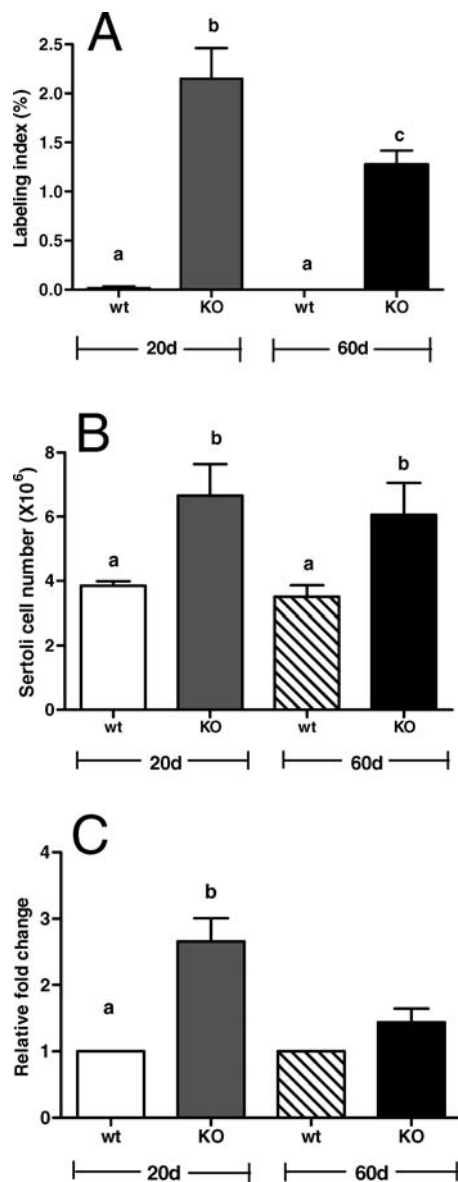 A
Labeling index (%)
2.5
2.0
1.5
1.0
0.5
0.0
a
b
a
c
wt
KO
wt
KO
20d
60d
B
Sertoli cell number (X10⁶)
8
6
4
2
0
a
b
a
b
wt
KO
wt
KO
20d
60d
C
Relative fold change
4
3
2
1
0
a
b
wt
KO
wt
KO
20d
60d